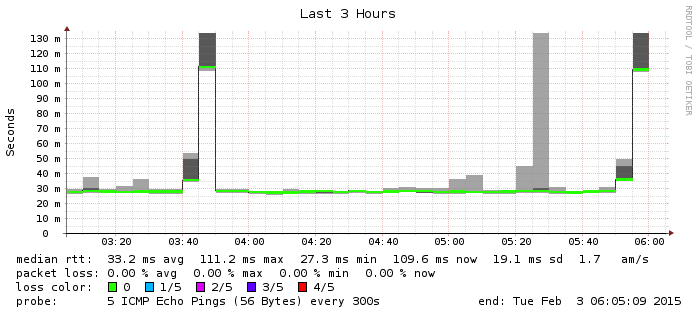 Last 3 Hours
RRDTOOL / TOBI OETIKER
Seconds
130 m
120 m
110 m
100 m
90 m
80 m
70 m
60 m
50 m
40 m
30 m
20 m
10 m
0
03:20 03:40 04:00 04:20 04:40 05:00 05:20 05:40 06:00
median rtt: 33.2 ms avg 111.2 ms max 27.3 ms min 109.6 ms now 19.1 ms sd 1.7 am/s
packet loss: 0.00 % avg 0.00 % max 0.00 % min 0.00 % now
loss color: 0 1/5 2/5 3/5 4/5
probe: 5 ICMP Echo Pings (56 Bytes) every 300s end: Tue Feb 3 06:05:09 2015